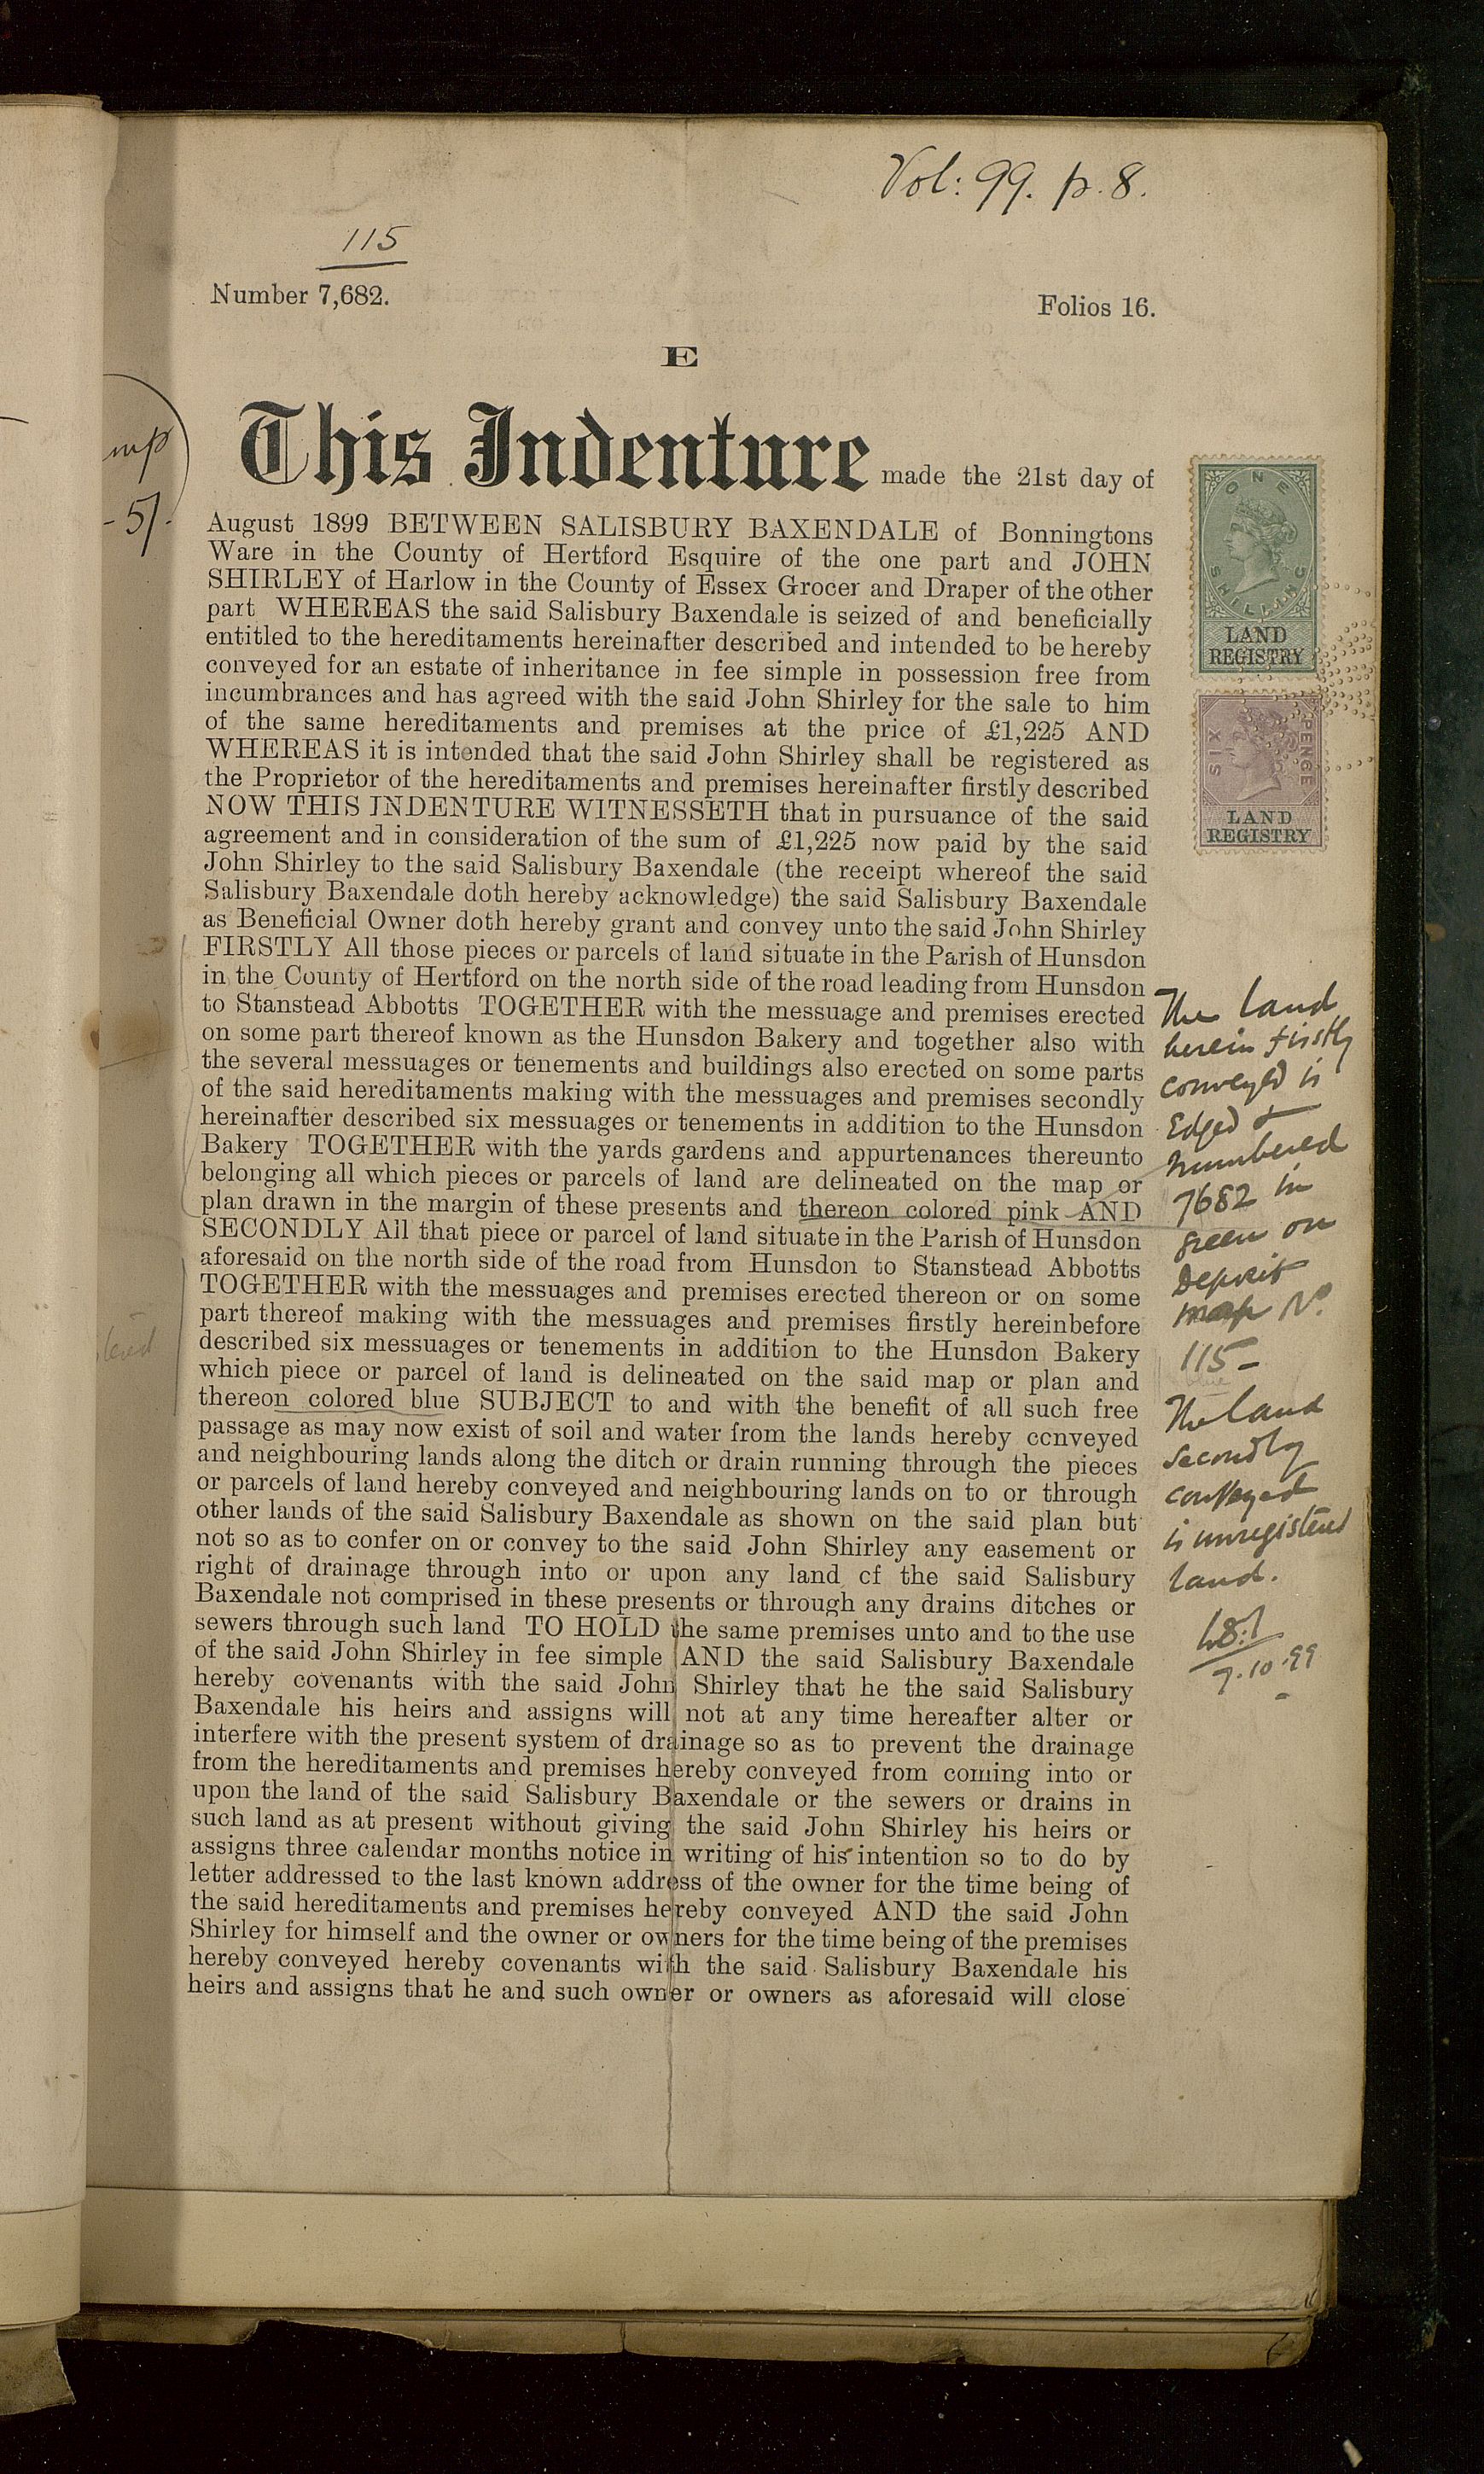 Vol: 99. p. 8.
115
Number 7,682.
Folios 16.
E
This Indenture made the 21st day of
August 1899 BETWEEN SALISBURY BAXENDALE of Bonningtons
Ware in the County of Hertford Esquire of the one part and JOHN
SHIRLEY of Harlow in the County of Essex Grocer and Draper of the other
part WHEREAS the said Salisbury Baxendale is seized of and beneficially
entitled to the hereditaments hereinafter described and intended to be hereby
conveyed for an estate of inheritance in fee simple in possession free from
incumbrances and has agreed with the said John Shirley for the sale to him
of the same hereditaments and premises at the price of £1,225 AND
WHEREAS it is intended that the said John Shirley shall be registered as
the Proprietor of the hereditaments and premises hereinafter firstly described
NOW THIS INDENTURE WITNESSETH that in pursuance of the said
agreement and in consideration of the sum of £1,225 now paid by the said
John Shirley to the said Salisbury Baxendale (the receipt whereof the said
Salisbury Baxendale doth hereby acknowledge) the said Salisbury Baxendale
as Beneficial Owner doth hereby grant and convey unto the said John Shirley
FIRSTLY All those pieces or parcels of land situate in the Parish of Hunsdon
in the County of Hertford on the north side of the road leading from Hunsdon
to Stanstead Abbotts TOGETHER with the messuage and premises erected
on some part thereof known as the Hunsdon Bakery and together also with
the several messuages or tenements and buildings also erected on some parts
of the said hereditaments making with the messuages and premises secondly
hereinafter described six messuages or tenements in addition to the Hunsdon
Bakery TOGETHER with the yards gardens and appurtenances thereunto
belonging all which pieces or parcels of land are delineated on the map or
plan drawn in the margin of these presents and thereon colored pink AND
SECONDLY All that piece or parcel of land situate in the Parish of Hunsdon
aforesaid on the north side of the road from Hunsdon to Stanstead Abbotts
TOGETHER with the messuages and premises erected thereon or on some
part thereof making with the messuages and premises firstly hereinbefore
described six messuages or tenements in addition to the Hunsdon Bakery
which piece or parcel of land is delineated on the said map or plan and
thereon colored blue SUBJECT to and with the benefit of all such free
passage as may now exist of soil and water from the lands hereby conveyed
and neighbouring lands along the ditch or drain running through the pieces
or parcels of land hereby conveyed and neighbouring lands on to or through
other lands of the said Salisbury Baxendale as shown on the said plan but
not so as to confer on or convey to the said John Shirley any easement or
right of drainage through into or upon any land of the said Salisbury
Baxendale not comprised in these presents or through any drains ditches or
sewers through such land TO HOLD the same premises unto and to the use
of the said John Shirley in fee simple AND the said Salisbury Baxendale
hereby covenants with the said John Shirley that he the said Salisbury
Baxendale his heirs and assigns will not at any time hereafter alter or
interfere with the present system of drainage so as to prevent the drainage
from the hereditaments and premises hereby conveyed from coming into or
upon the land of the said Salisbury Baxendale or the sewers or drains in
such land as at present without giving the said John Shirley his heirs or
assigns three calendar months notice in writing of his intention so to do by
letter addressed to the last known address of the owner for the time being of
the said hereditaments and premises hereby conveyed AND the said John
Shirley for himself and the owner or owners for the time being of the premises
hereby conveyed hereby covenants with the said Salisbury Baxendale his
heirs and assigns that he and such owner or owners as aforesaid will close
ONE
SHILLING
LAND
REGISTRY
SIX
PENCE
LAND
REGISTRY
The land
herein firstly
conveyed is
Edged &
numbered
7682 in
green on
Deposit
map No.
115-
blue
The land
secondly
conveyed
is unregistered
land.
7.10.99
mp
- 5/-